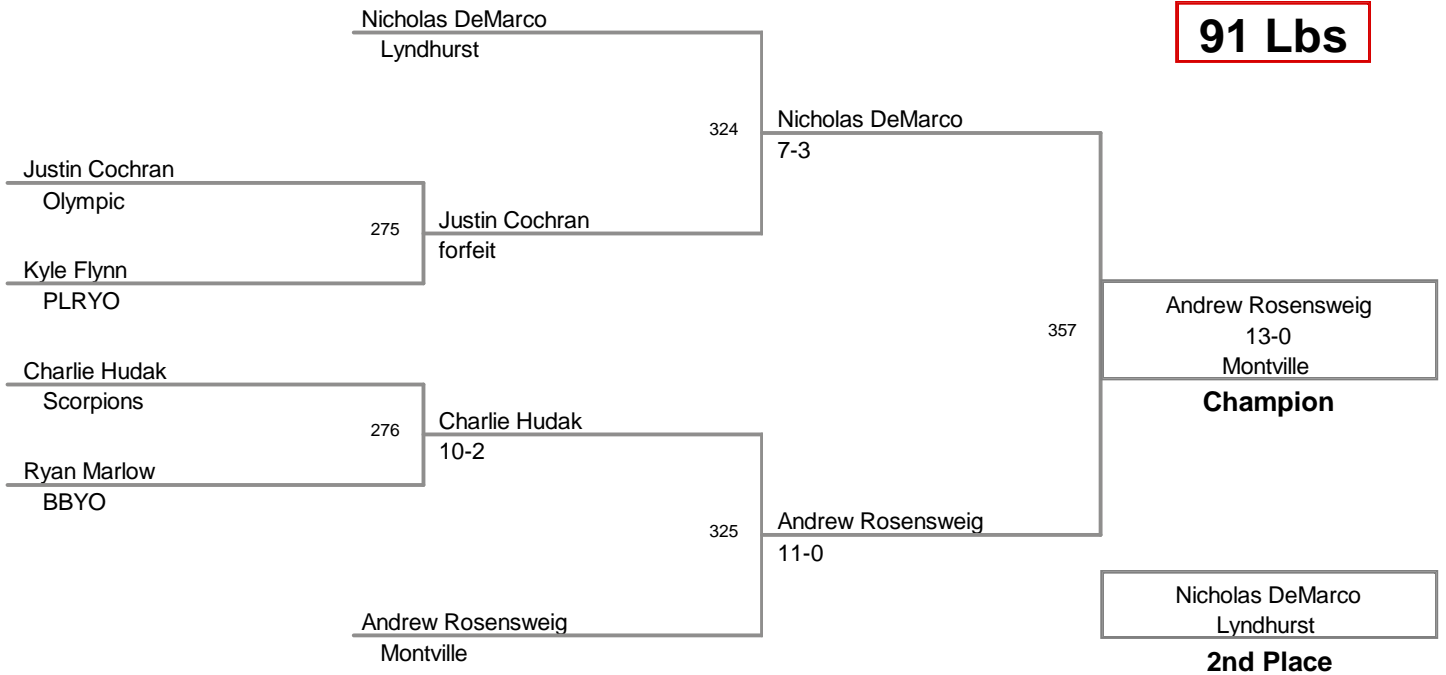 Nicholas DeMarco
Lyndhurst
91 Lbs
324
Nicholas DeMarco
7-3
Justin Cochran
Olympic
275
Justin Cochran
forfeit
Kyle Flynn
PLRYO
357
Andrew Rosensweig
13-0
Montville
Champion
Charlie Hudak
Scorpions
276
Charlie Hudak
10-2
Ryan Marlow
BBYO
325
Andrew Rosensweig
11-0
Andrew Rosensweig
Montville
Nicholas DeMarco
Lyndhurst
2nd Place